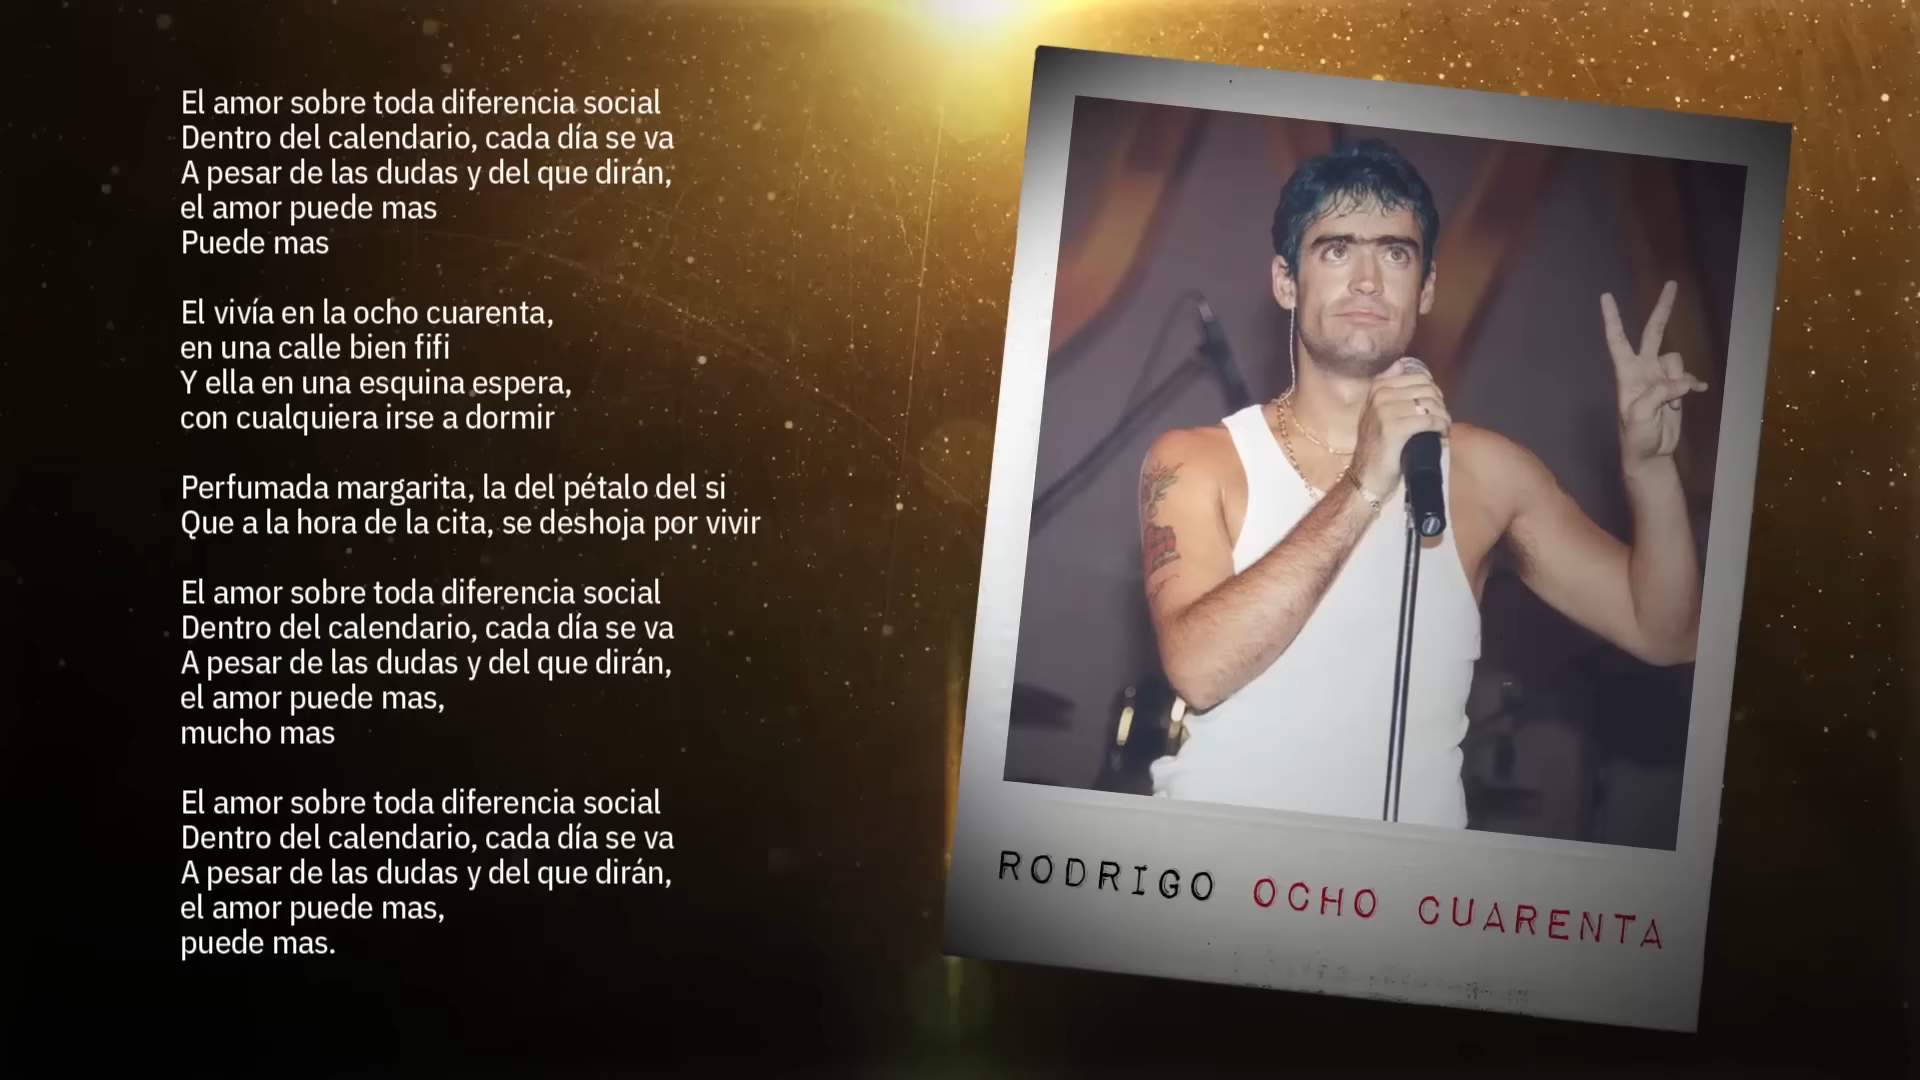 El amor sobre toda diferencia social
Dentro del calendario, cada día se va
A pesar de las dudas y del que dirán,
el amor puede mas
Puede mas
El vivía en la ocho cuarenta,
en una calle bien fifi
Y ella en una esquina espera,
con cualquiera irse a dormir
Perfumada margarita, la del pétalo del si
Que a la hora de la cita, se deshoja por vivir
El amor sobre toda diferencia social
Dentro del calendario, cada día se va
A pesar de las dudas y del que dirán,
el amor puede mas,
mucho mas
El amor sobre toda diferencia social
Dentro del calendario, cada día se va
A pesar de las dudas y del que dirán,
el amor puede mas,
puede mas.
RODRIGO OCHO CUARENTA